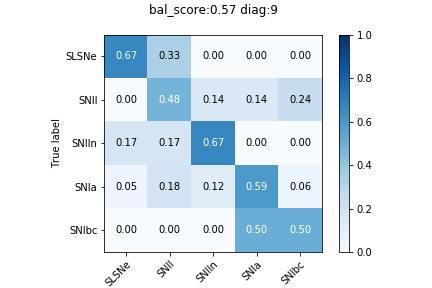 bal_score:0.57 diag:9
True label
SLSNe 0.67 0.33 0.00 0.00 0.00
SNII 0.00 0.48 0.14 0.14 0.24
SNIIn 0.17 0.17 0.67 0.00 0.00
SNIa 0.05 0.18 0.12 0.59 0.06
SNIbc 0.00 0.00 0.00 0.50 0.50
SLSNe SNII SNIIn SNIa SNIbc
1.0
0.8
0.6
0.4
0.2
0.0